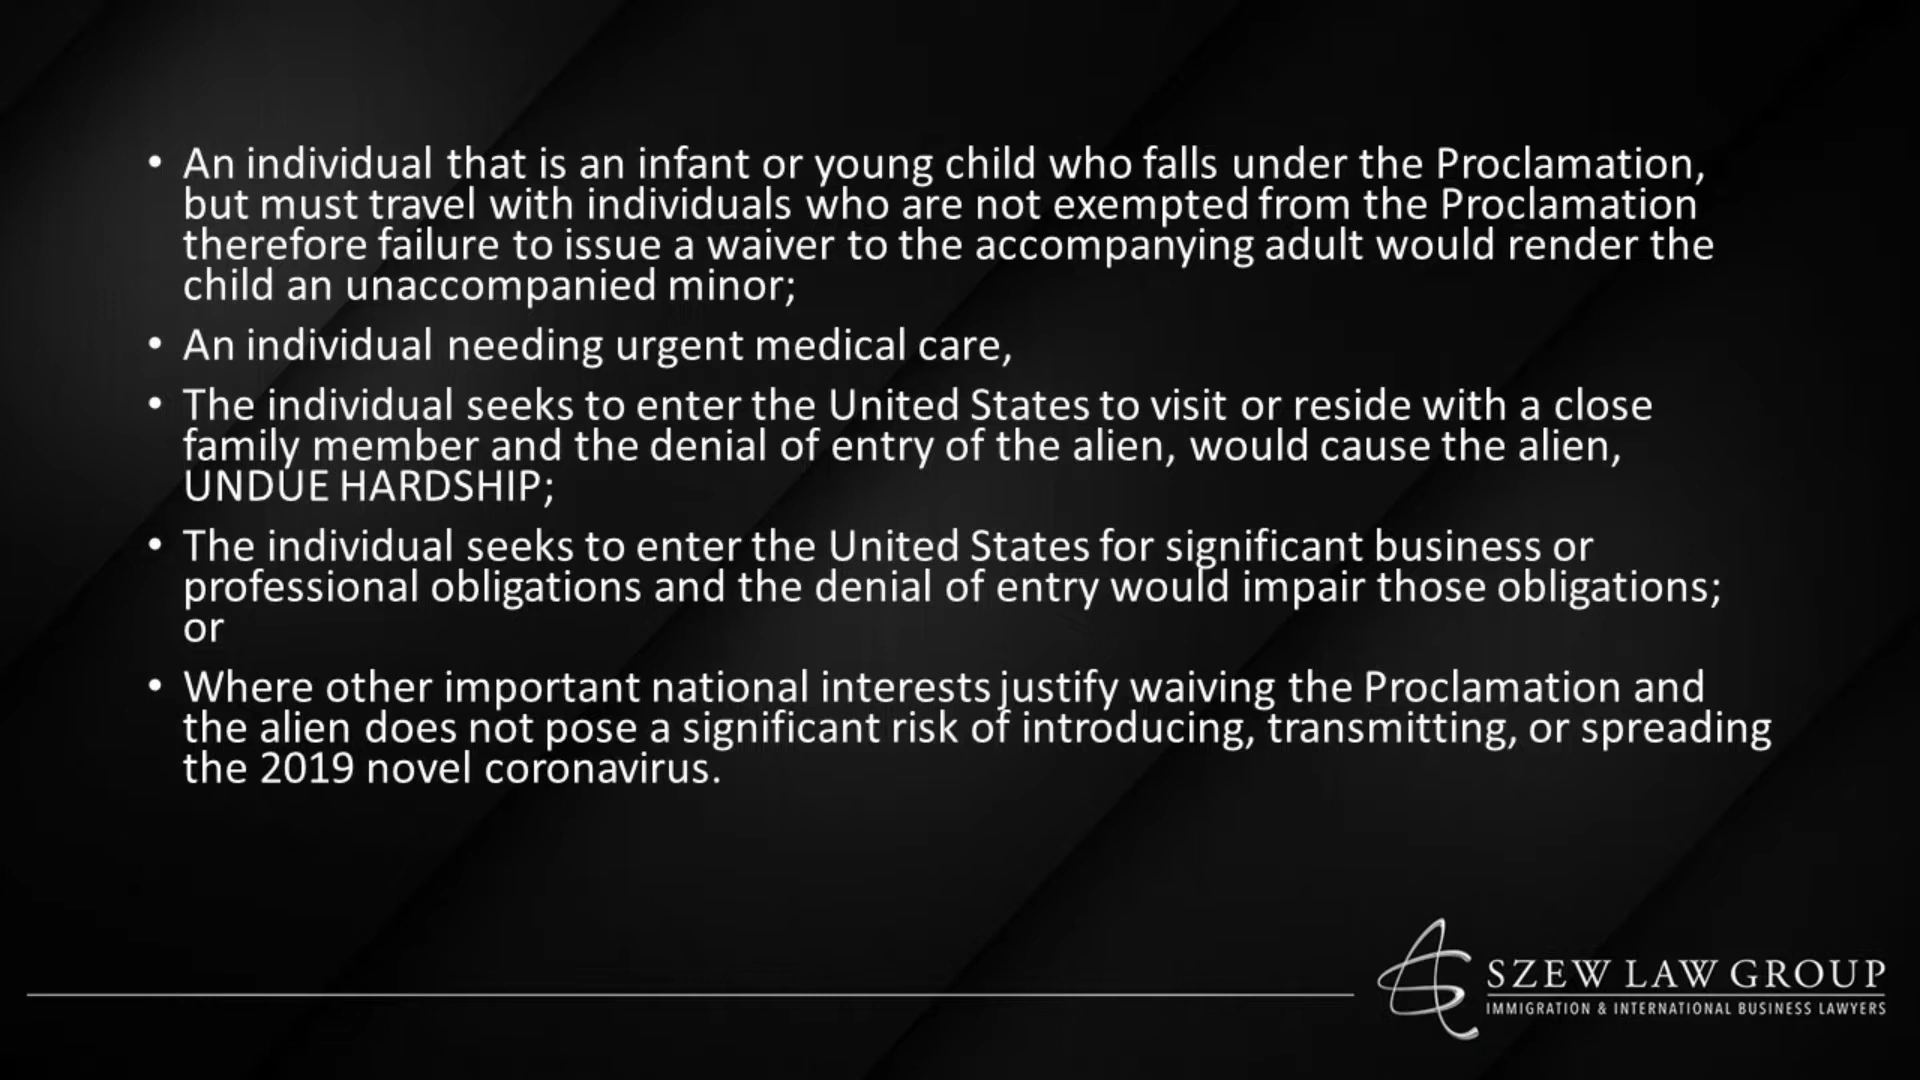 • An individual that is an infant or young child who falls under the Proclamation,
but must travel with individuals who are not exempted from the Proclamation
therefore failure to issue a waiver to the accompanying adult would render the
child an unaccompanied minor;
• An individual needing urgent medical care,
• The individual seeks to enter the United States to visit or reside with a close
family member and the denial of entry of the alien, would cause the alien,
UNDUE HARDSHIP;
• The individual seeks to enter the United States for significant business or
professional obligations and the denial of entry would impair those obligations;
or
• Where other important national interests justify waiving the Proclamation and
the alien does not pose a significant risk of introducing, transmitting, or spreading
the 2019 novel coronavirus.
SZEW LAW GROUP
IMMIGRATION & INTERNATIONAL BUSINESS LAWYERS